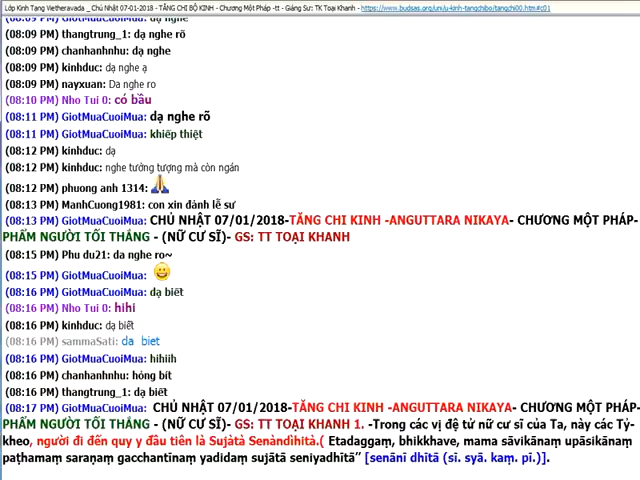 Lớp Kinh Tạng Vietheravada _ Chủ Nhật 07-01-2018 - TĂNG CHI BỘ KINH - Chương Một Pháp -tt - Giảng Sư: TK Toại Khanh - https://www.budsas.org/uni/u-kinh-tangchibo/tangchi00.htm#c01
(08:09 PM) GiotMuaCuoiMua: dạ nghe
(08:09 PM) thangtrung_1: dạ nghe rõ
(08:09 PM) chanhanhnhu: dạ nghe
(08:09 PM) kinhduc: dạ nghe ạ
(08:09 PM) nayxuan: Da nghe ro
(08:10 PM) Nho Tui 0: có bầu
(08:11 PM) GiotMuaCuoiMua: dạ nghe rõ
(08:11 PM) GiotMuaCuoiMua: khiếp thiệt
(08:12 PM) kinhduc: dạ
(08:12 PM) kinhduc: nghe tưởng tượng mà còn ngán
(08:12 PM) phuong anh 1314:
(08:13 PM) ManhCuong1981: con xin đảnh lễ sư
(08:13 PM) GiotMuaCuoiMua: CHỦ NHẬT 07/01/2018-TĂNG CHI KINH -ANGUTTARA NIKAYA- CHƯƠNG MỘT PHÁP-
PHẨM NGƯỜI TỐI THẮNG - (NỮ CƯ SĨ)- GS: TT TOẠI KHANH
(08:15 PM) Phu du21: da nghe ro~
(08:15 PM) GiotMuaCuoiMua:
(08:16 PM) GiotMuaCuoiMua: dạ biết
(08:16 PM) Nho Tui 0: hihi
(08:16 PM) kinhduc: dạ biết
(08:16 PM) sammaSati: da biet
(08:16 PM) GiotMuaCuoiMua: hihiih
(08:16 PM) chanhanhnhu: hóng bít
(08:16 PM) thangtrung_1: dạ biết
(08:17 PM) GiotMuaCuoiMua: CHỦ NHẬT 07/01/2018-TĂNG CHI KINH -ANGUTTARA NIKAYA- CHƯƠNG MỘT PHÁP-
PHẨM NGƯỜI TỐI THẮNG - (NỮ CƯ SĨ)- GS: TT TOẠI KHANH 1. -Trong các vị đệ tử nữ cư sĩ của Ta, này các Tỷ-
kheo, người đi đến quy y đầu tiên là Sujàtà Senàndìhità.( Etadaggaṃ, bhikkhave, mama sāvikānaṃ upāsikānaṃ
paṭhamaṃ saraṇaṃ gacchantīnaṃ yadidaṃ sujātā seniyadhītā” [senānī dhītā (sī. syā. kaṃ. pī.)].